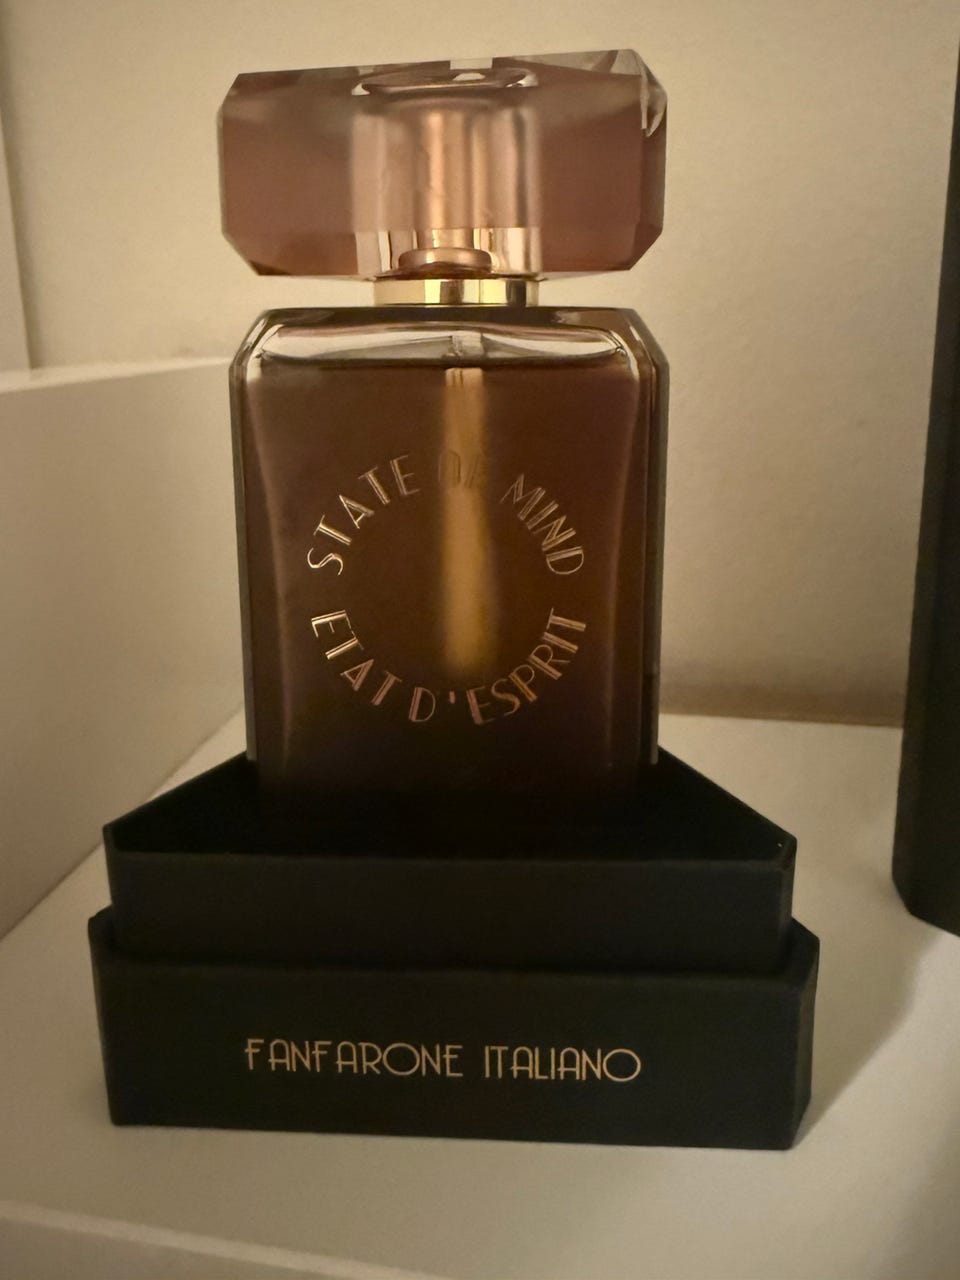 STATE OF MIND
ETAT D'ESPRIT
FANFARONE ITALIANO